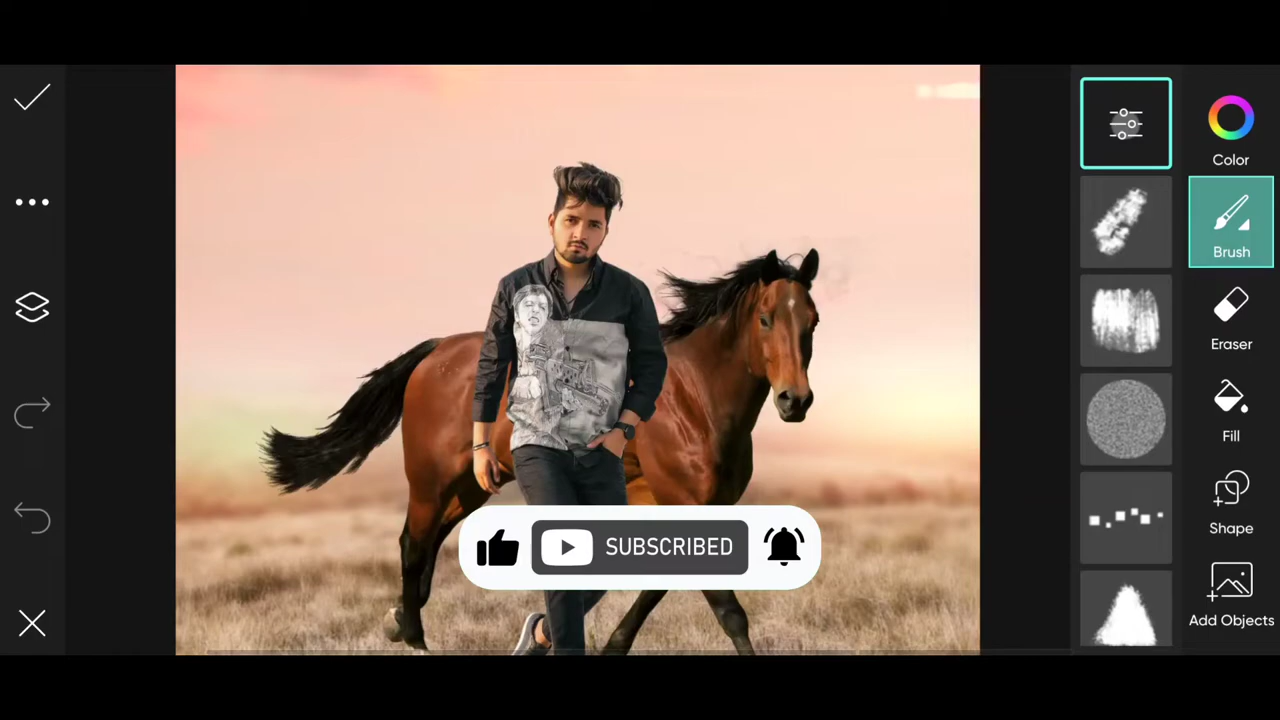 Color
Brush
Eraser
Fill
Shape
Add Objects
SUBSCRIBED